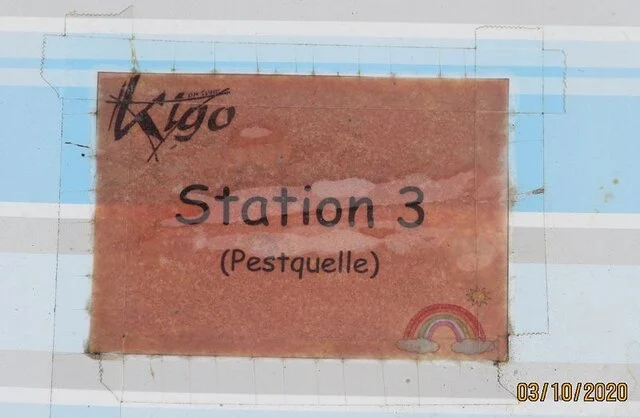 Kigo
Station 3
(Pestquelle)
03/10/2020